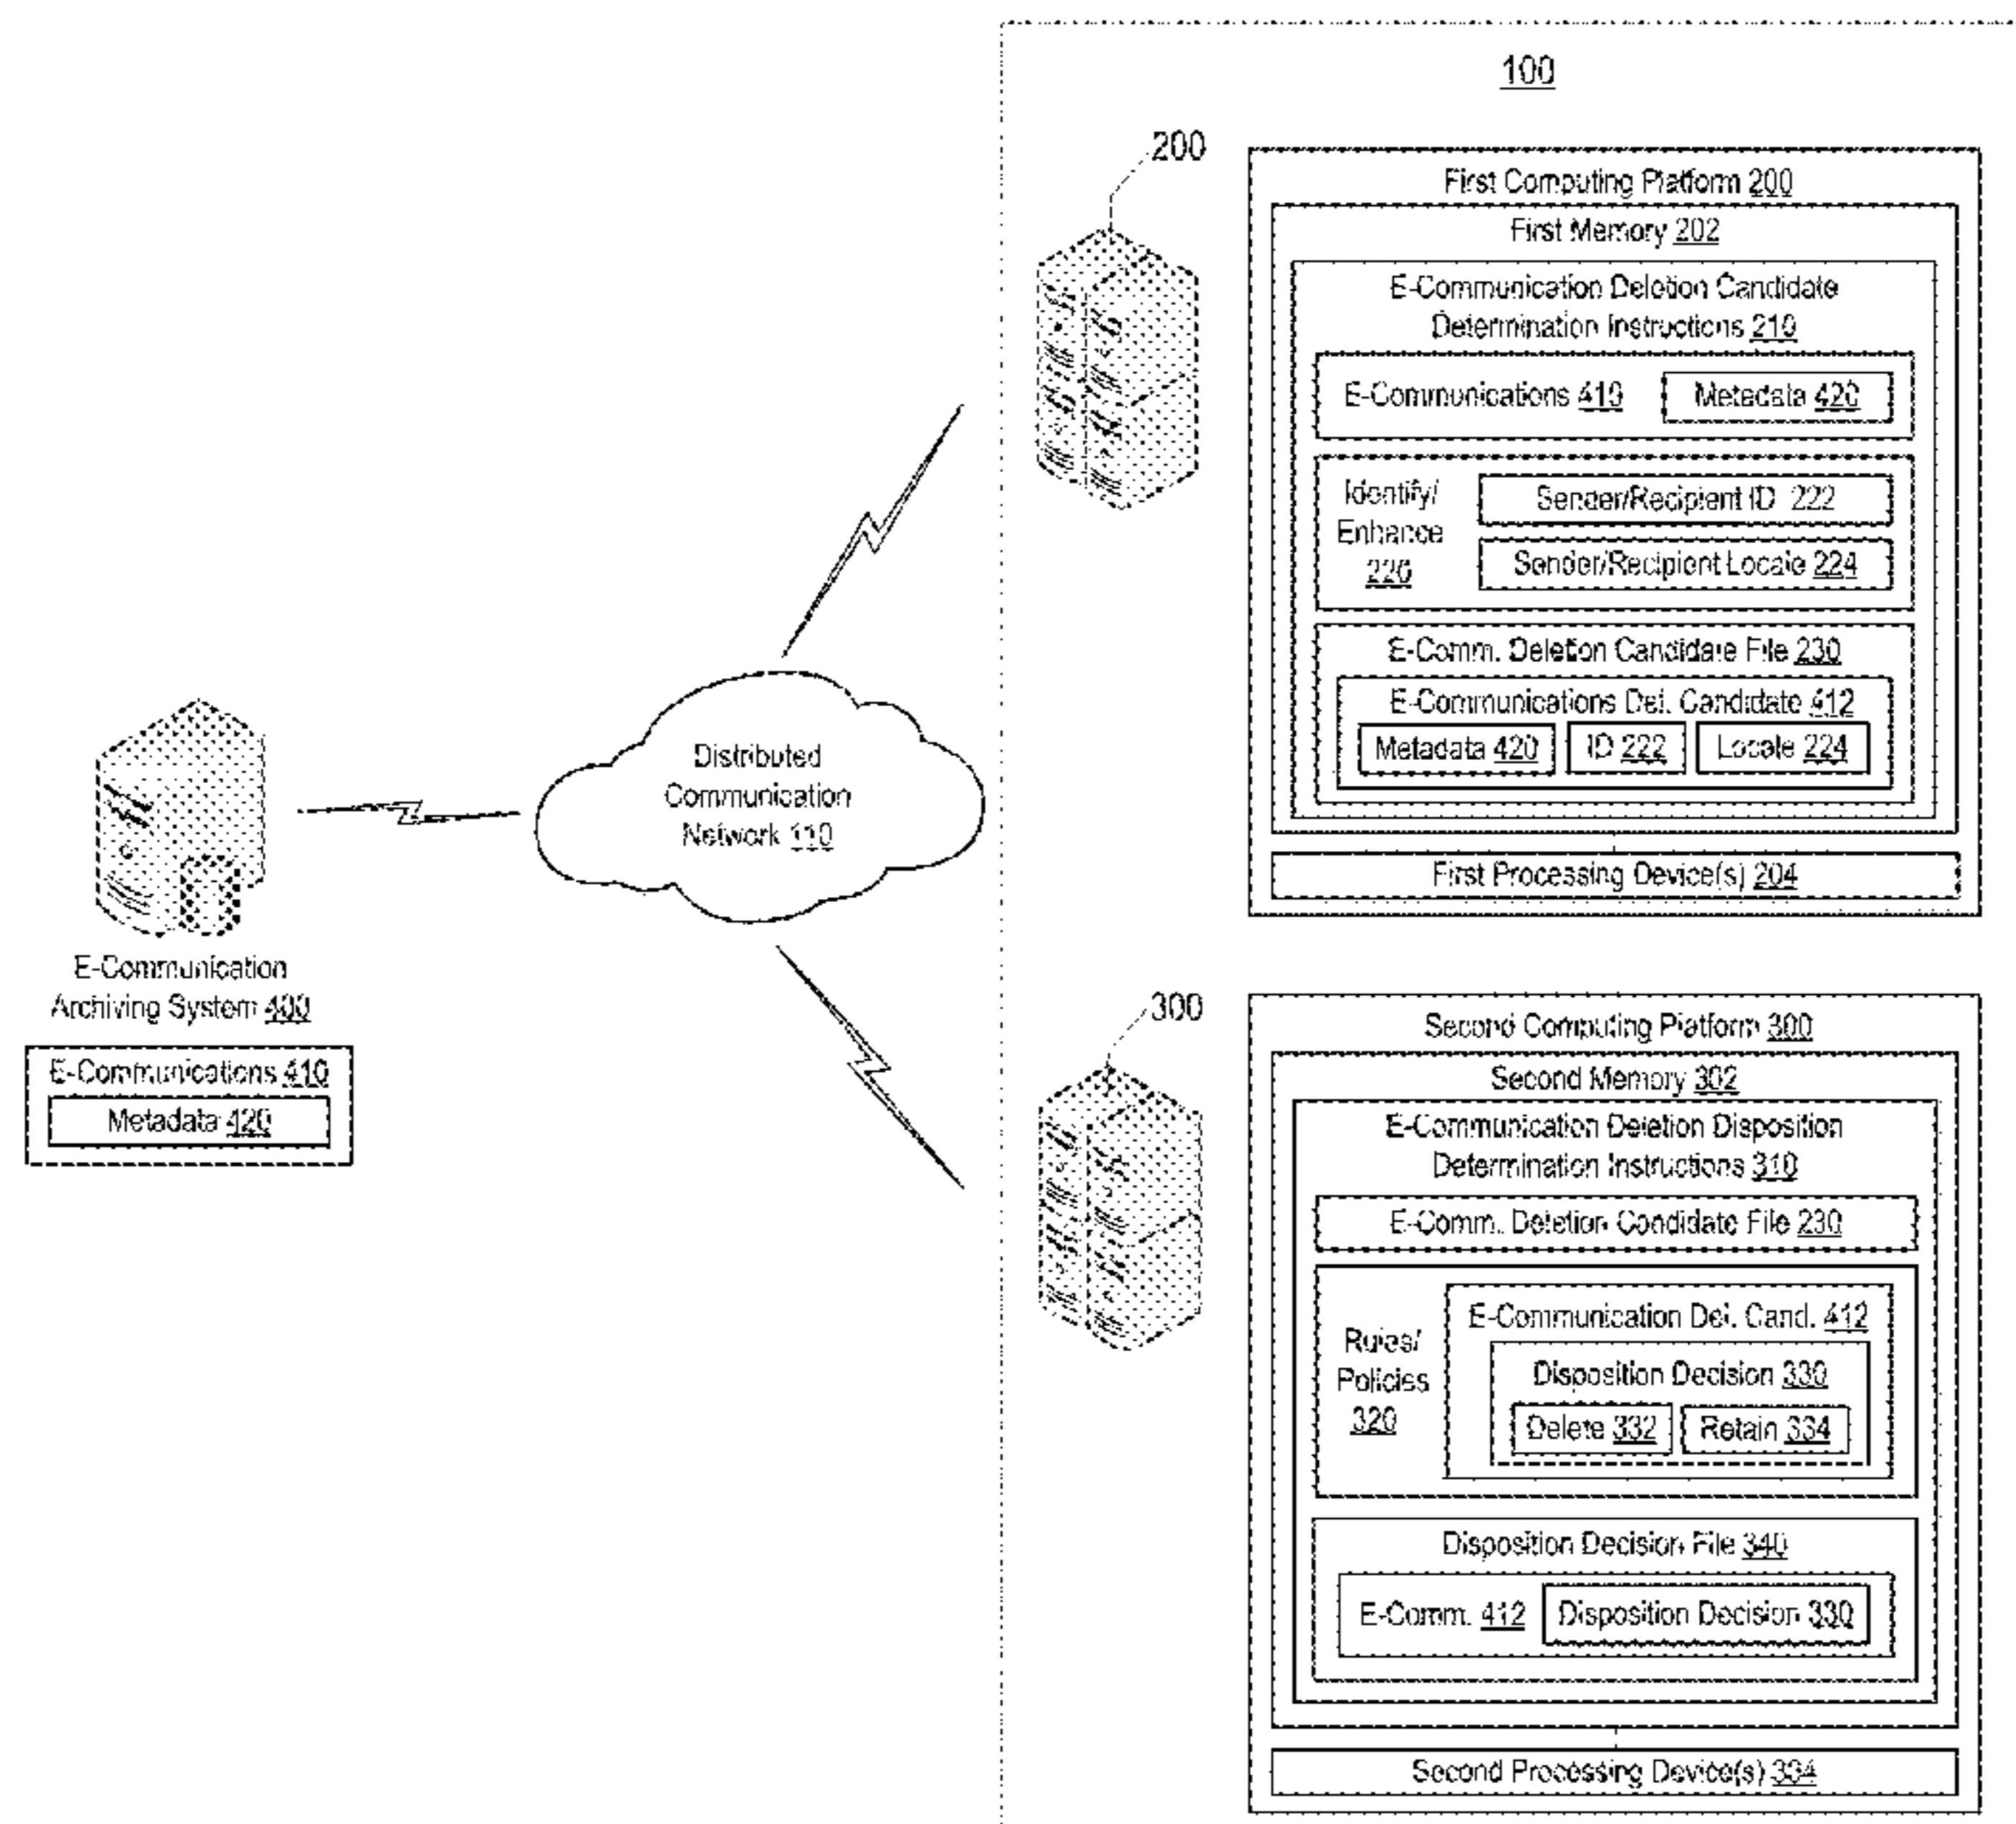 100
200
First Computing Platform 200
First Memory 202
E-Communication Deletion Candidate
Determination Instructions 210
E-Communications 410
Metadata 420
Identify/
Enhance
220
Sender/Recipient ID 222
Sender/Recipient Locale 224
E-Comm. Deletion Candidate File 230
E-Communications Del. Candidate 412
Metadata 420
ID 222
Locale 224
First Processing Device(s) 204
Distributed
Communication
Network 110
E-Communication
Archiving System 400
E-Communications 410
Metadata 420
300
Second Computing Platform 300
Second Memory 302
E-Communication Deletion Disposition
Determination Instructions 310
E-Comm. Deletion Candidate File 230
Rules/
Policies
320
E-Communication Del. Cand. 412
Disposition Decision 330
Delete 332
Retain 334
Disposition Decision File 340
E-Comm. 412
Disposition Decision 330
Second Processing Device(s) 334